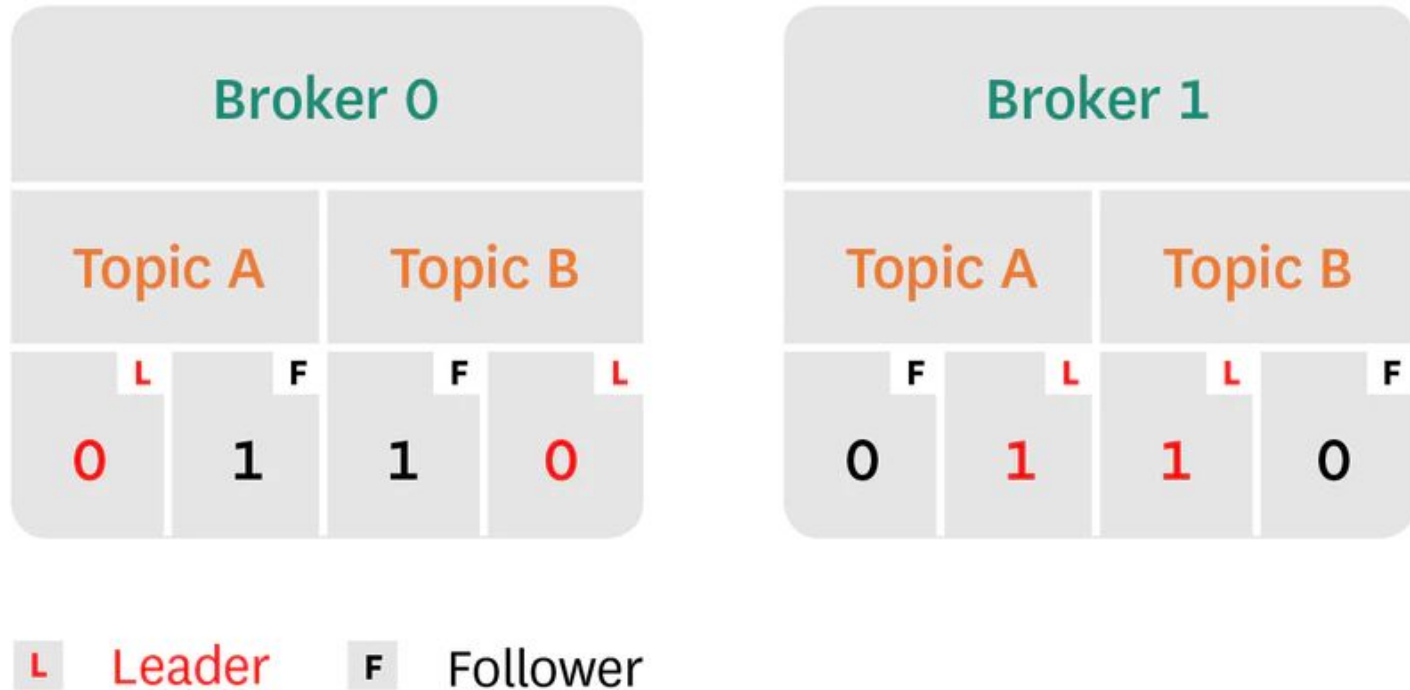 Broker 0 Broker 1
Topic A Topic B Topic A Topic B
L F F L F L L F
0 1 1 0 0 1 1 0
L Leader F Follower